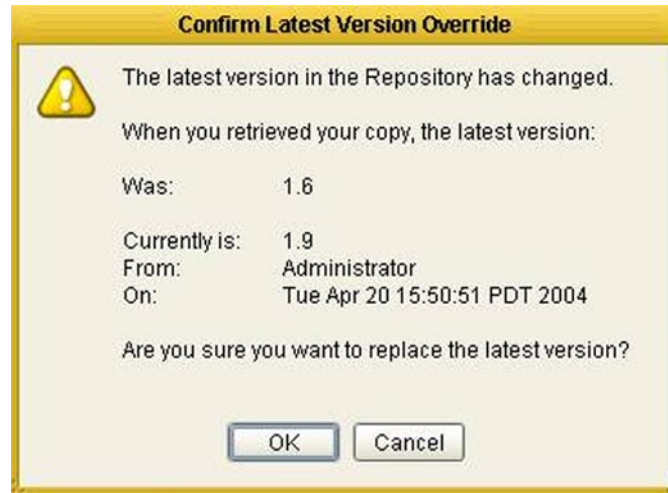 Confirm Latest Version Override
The latest version in the Repository has changed.
When you retrieved your copy, the latest version:
Was: 1.6
Currently is: 1.9
From: Administrator
On: Tue Apr 20 15:50:51 PDT 2004
Are you sure you want to replace the latest version?
OK Cancel